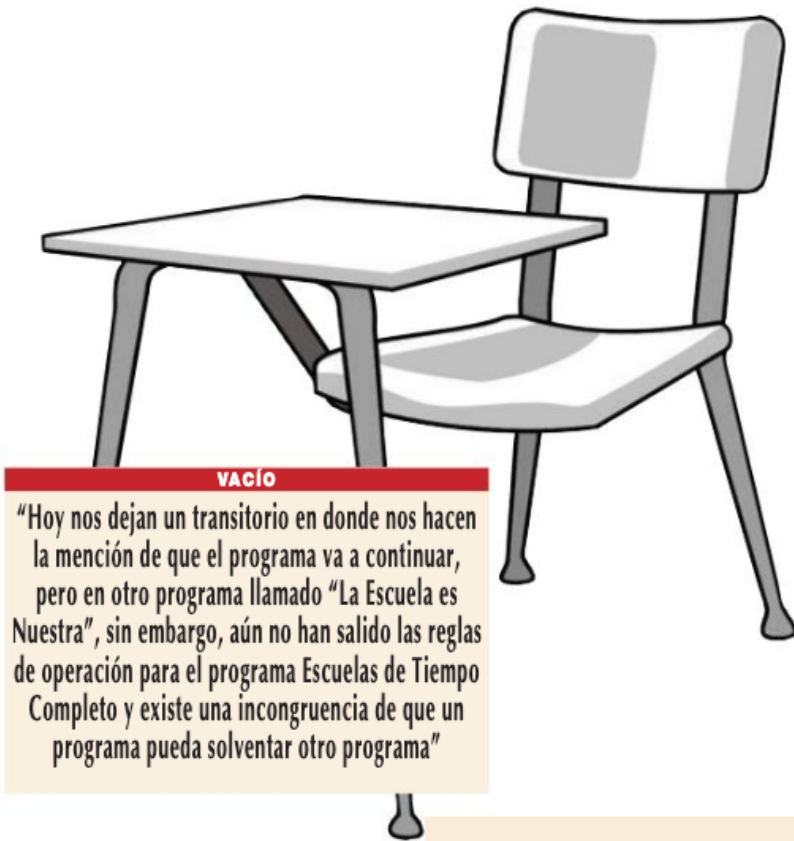 VACÍO
“Hoy nos dejan un transitorio en donde nos hacen
la mención de que el programa va a continuar,
pero en otro programa llamado “La Escuela es
Nuestra”, sin embargo, aún no han salido las reglas
de operación para el programa Escuelas de Tiempo
Completo y existe una incongruencia de que un
programa pueda solventar otro programa”